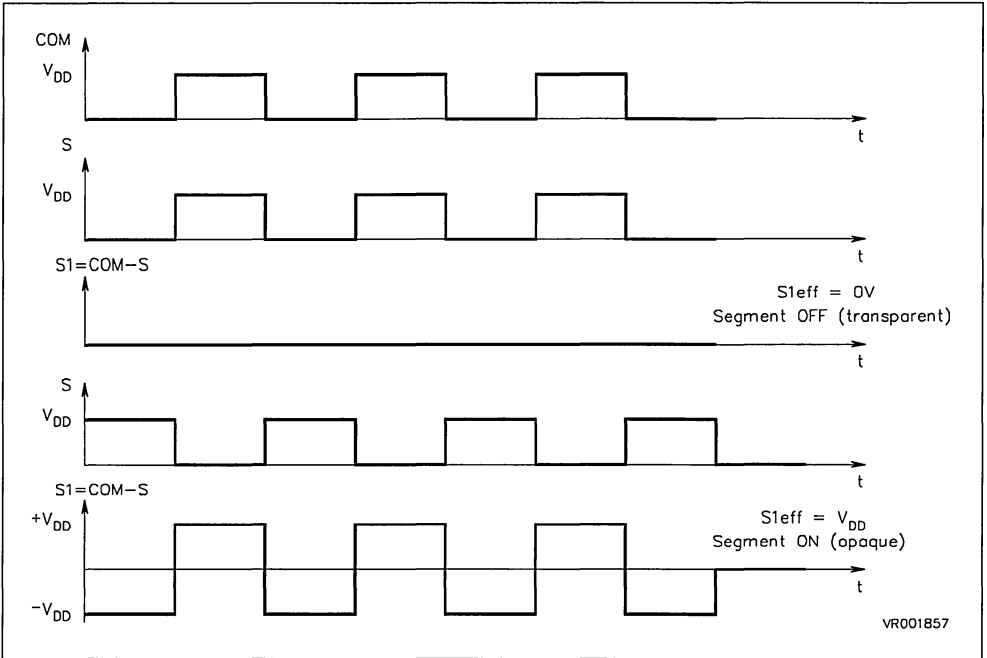 COM
V_DD
t
S
V_DD
t
S1=COM-S
S1eff = 0V
Segment OFF (transparent)
t
S
V_DD
t
S1=COM-S
+V_DD
S1eff = V_DD
Segment ON (opaque)
t
-V_DD
VR001857